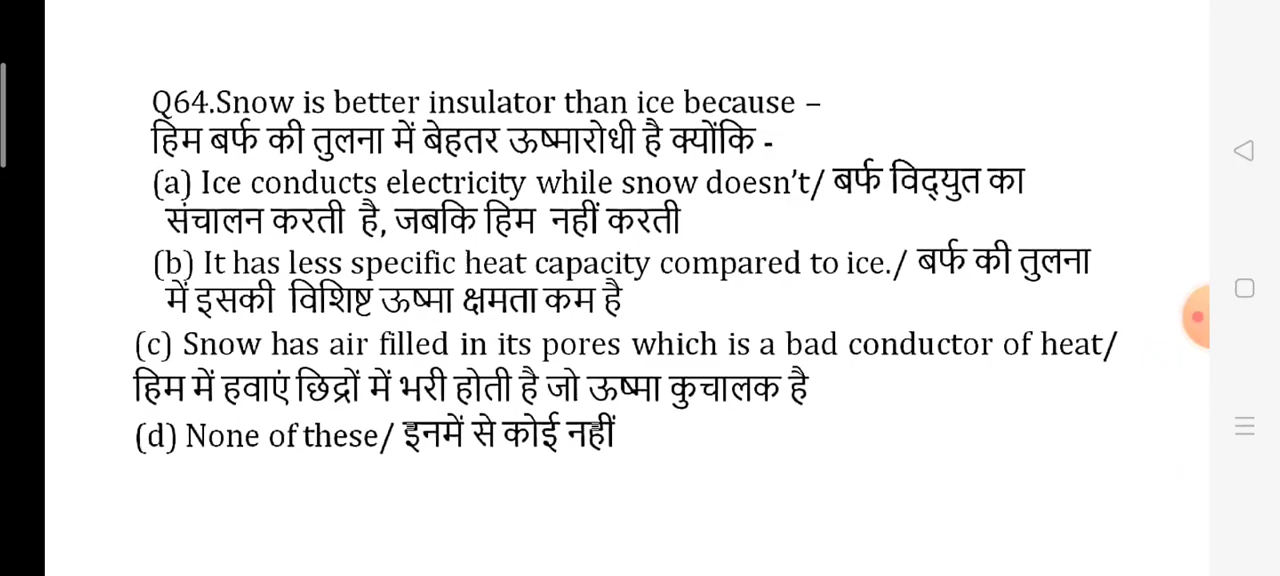 Q64.Snow is better insulator than ice because –
हिम बर्फ की तुलना में बेहतर ऊष्मारोधी है क्योंकि -
(a) Ice conducts electricity while snow doesn't/ बर्फ विद्युत का
संचालन करती है, जबकि हिम नहीं करती
(b) It has less specific heat capacity compared to ice./ बर्फ की तुलना
में इसकी विशिष्ट ऊष्मा क्षमता कम है
(c) Snow has air filled in its pores which is a bad conductor of heat/
हिम में हवाएं छिद्रों में भरी होती है जो ऊष्मा कुचालक है
(d) None of these/ इनमें से कोई नहीं